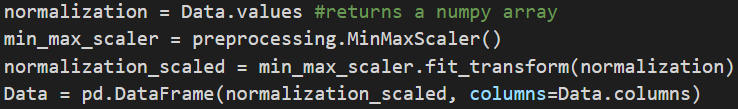 normalization = Data.values #returns a numpy array
min_max_scaler = preprocessing.MinMaxScaler()
normalization_scaled = min_max_scaler.fit_transform(normalization)
Data = pd.DataFrame(normalization_scaled, columns=Data.columns)